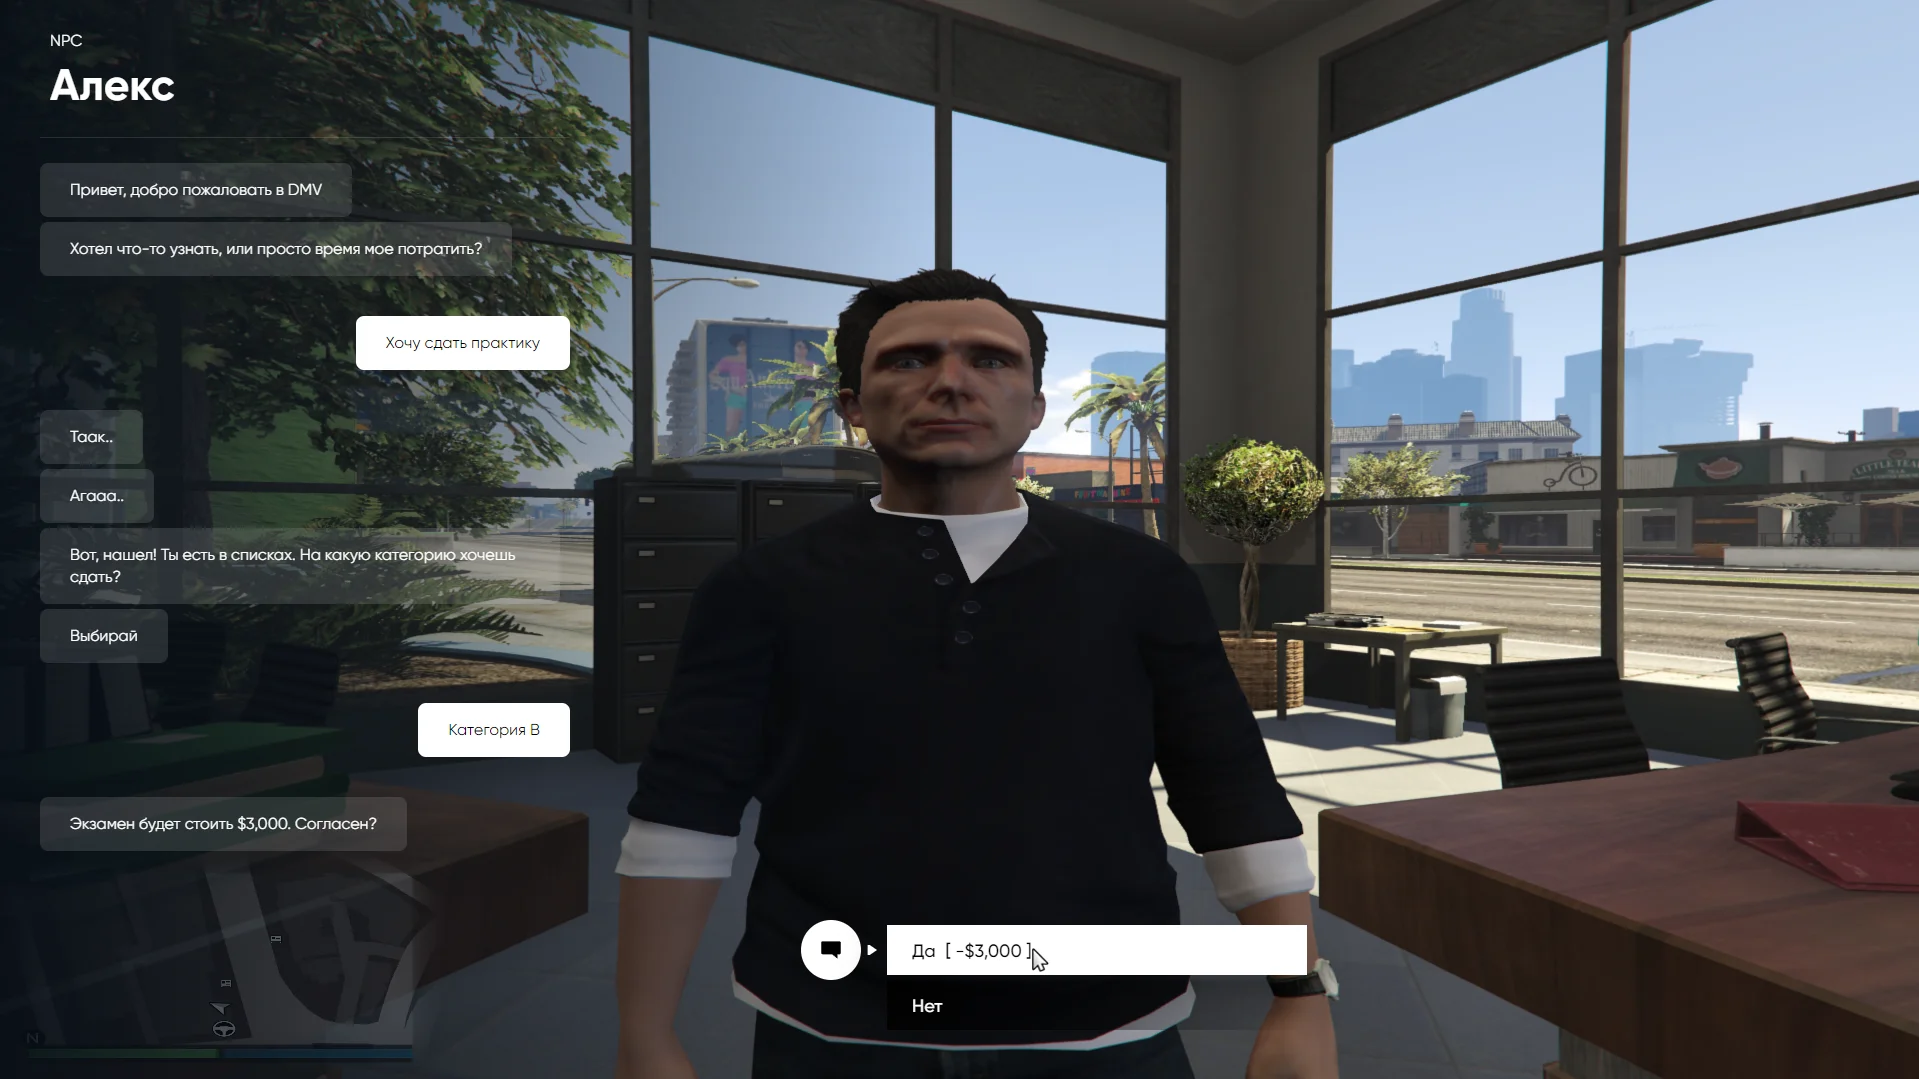 NPC
Алекс
Привет, добро пожаловать в DMV
Хотел что-то узнать, или просто время мое потратить?
Хочу сдать практику
Таак..
Агааа..
Вот, нашел! Ты есть в списках. На какую категорию хочешь
сдать?
Выбирай
Категория B
Экзамен будет стоить $3,000. Согласен?
Да [ -$3,000 ]
Нет
N